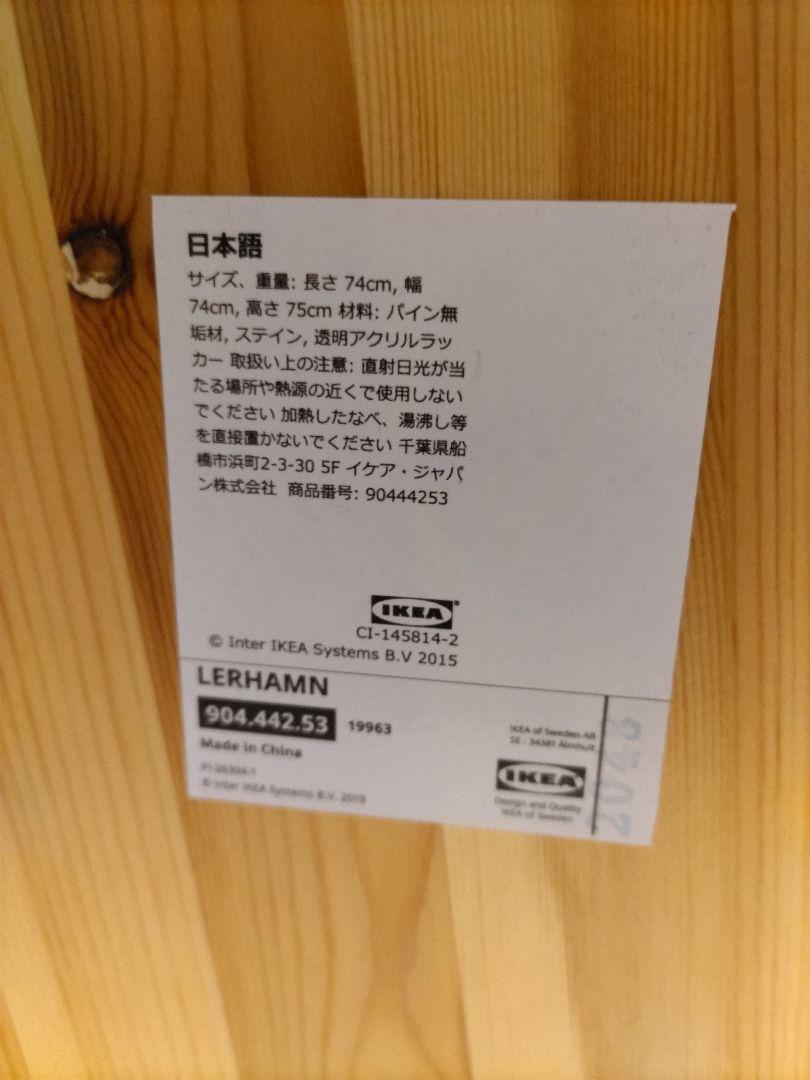 日本語
サイズ、重量: 長さ 74cm, 幅
74cm, 高さ 75cm 材料: パイン無
垢材, ステイン, 透明アクリルラッ
カー 取扱い上の注意: 直射日光が当
たる場所や熱源の近くで使用しない
でください 加熱したなべ、湯沸し等
を直接置かないでください 千葉県船
橋市浜町2-3-30 5F イケア・ジャパ
ン株式会社 商品番号: 90444253
IKEA®
CI-145814-2
© Inter IKEA Systems B.V 2015
LERHAMN
904.442.53 19963
Made in China
PI-26394-1
© Inter IKEA Systems B.V. 2019
IKEA of Sweden AB
SE - 34381 Älmhult
IKEA
Design and Quality
IKEA of Sweden
2048